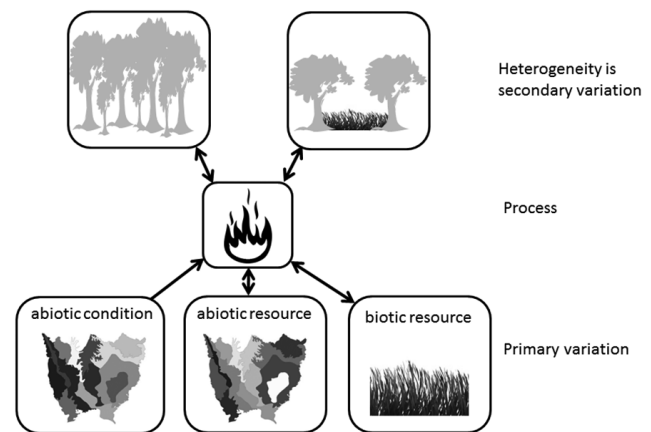 Heterogeneity is
secondary variation
Process
abiotic condition
abiotic resource
biotic resource
Primary variation